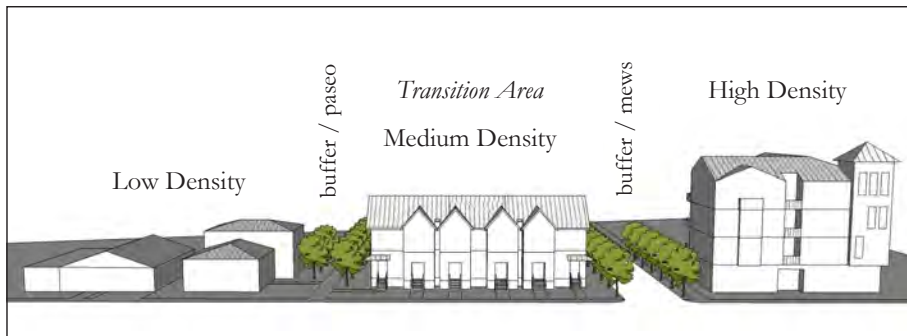 Low Density
buffer / paseo
Transition Area
Medium Density
buffer / mews
High Density